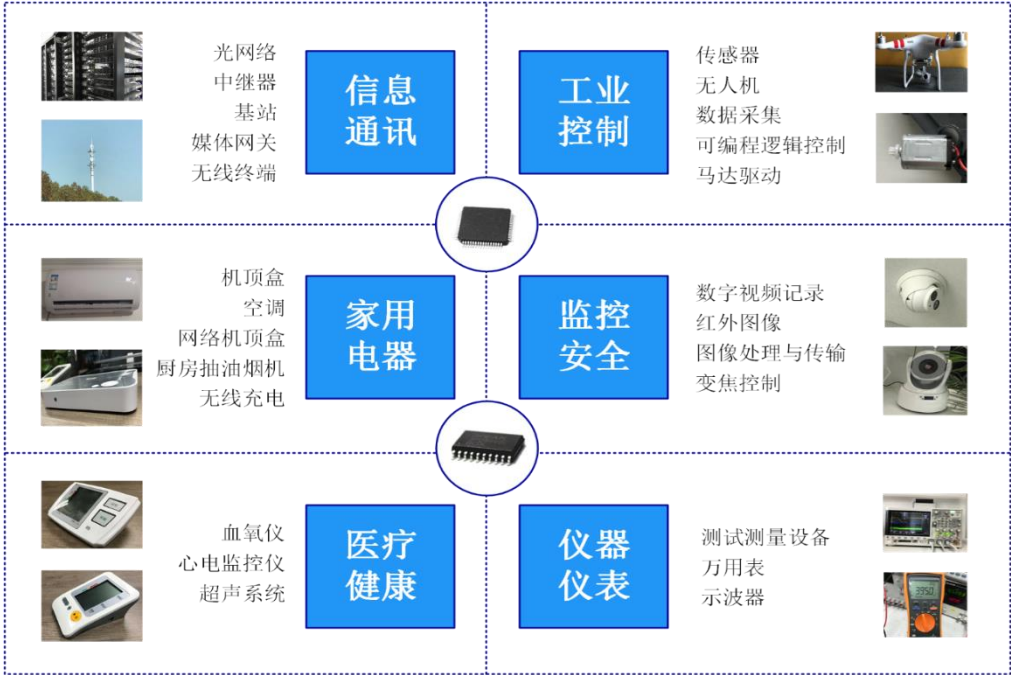 光网络
中继器
基站
媒体网关
无线终端
信息
通讯
工业
控制
传感器
无人机
数据采集
可编程逻辑控制
马达驱动
机顶盒
空调
网络机顶盒
厨房抽油烟机
无线充电
家用
电器
监控
安全
数字视频记录
红外图像
图像处理与传输
变焦控制
血氧仪
心电监控仪
超声系统
医疗
健康
仪器
仪表
测试测量设备
万用表
示波器